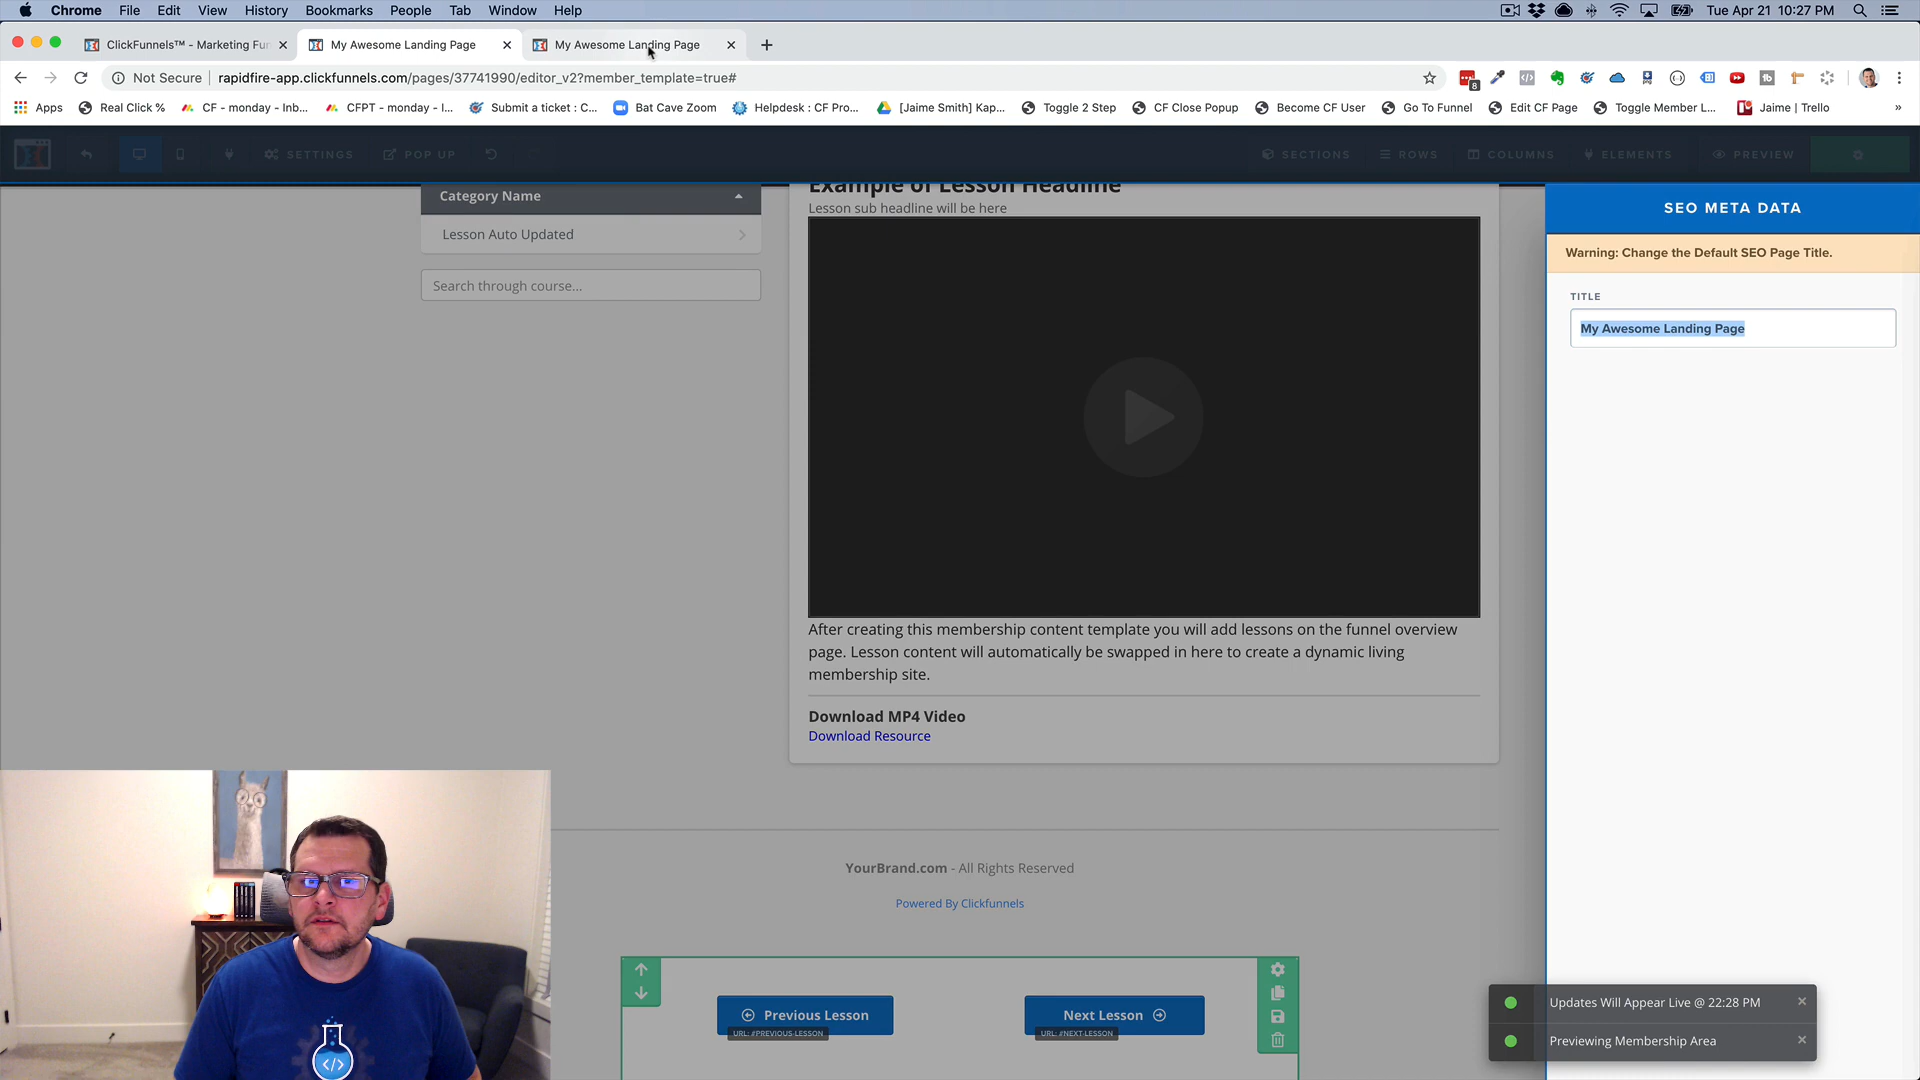 Chrome File Edit View History Bookmarks People Tab Window Help Tue Apr 21 10:27 PM
ClickFunnels™ - Marketing Fun My Awesome Landing Page My Awesome Landing Page
Not Secure rapidfire-app.clickfunnels.com/pages/37741990/editor_v2?member_template=true# 8
Apps Real Click % CF - monday - Inb... CFPT - monday - I... Submit a ticket : C... Bat Cave Zoom Helpdesk : CF Pro... [Jaime Smith] Kap... Toggle 2 Step CF Close Popup Become CF User Go To Funnel Edit CF Page Toggle Member L... Jaime | Trello »
SETTINGS POP UP SECTIONS ROWS COLUMNS ELEMENTS PREVIEW
Category Name
Lesson Auto Updated
Search through course...
Example of Lesson Headline
Lesson sub headline will be here
After creating this membership content template you will add lessons on the funnel overview
page. Lesson content will automatically be swapped in here to create a dynamic living
membership site.
Download MP4 Video
Download Resource
YourBrand.com - All Rights Reserved
Powered By Clickfunnels
Previous Lesson
URL: #PREVIOUS-LESSON
Next Lesson
URL: #NEXT-LESSON
SEO META DATA
Warning: Change the Default SEO Page Title.
TITLE
My Awesome Landing Page
Updates Will Appear Live @ 22:28 PM
Previewing Membership Area